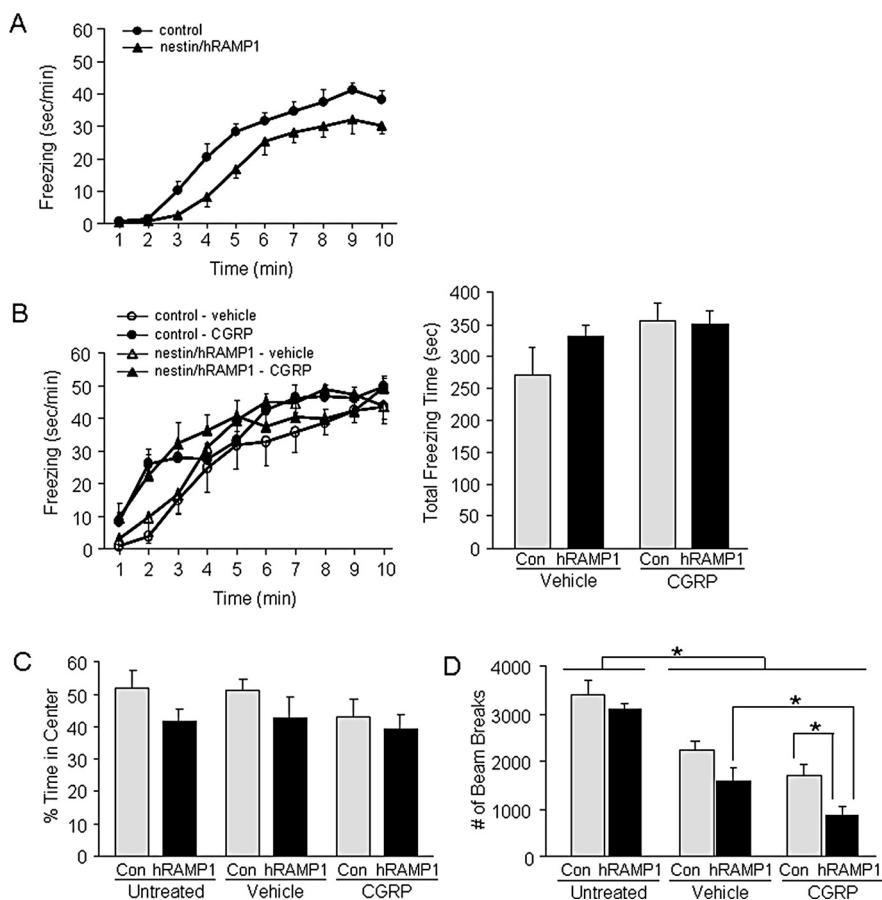 A
control
nestin/hRAMP1
Freezing (sec/min)
60
50
40
30
20
10
0
1 2 3 4 5 6 7 8 9 10
Time (min)
B
control - vehicle
control - CGRP
nestin/hRAMP1 - vehicle
nestin/hRAMP1 - CGRP
Freezing (sec/min)
60
50
40
30
20
10
0
1 2 3 4 5 6 7 8 9 10
Time (min)
Total Freezing Time (sec)
400
350
300
250
200
150
100
50
0
Con hRAMP1 Con hRAMP1
Vehicle CGRP
C
% Time in Center
60
50
40
30
20
10
0
Con hRAMP1 Con hRAMP1 Con hRAMP1
Untreated Vehicle CGRP
D
# of Beam Breaks
4000
3000
2000
1000
0
*
*
*
Con hRAMP1 Con hRAMP1 Con hRAMP1
Untreated Vehicle CGRP